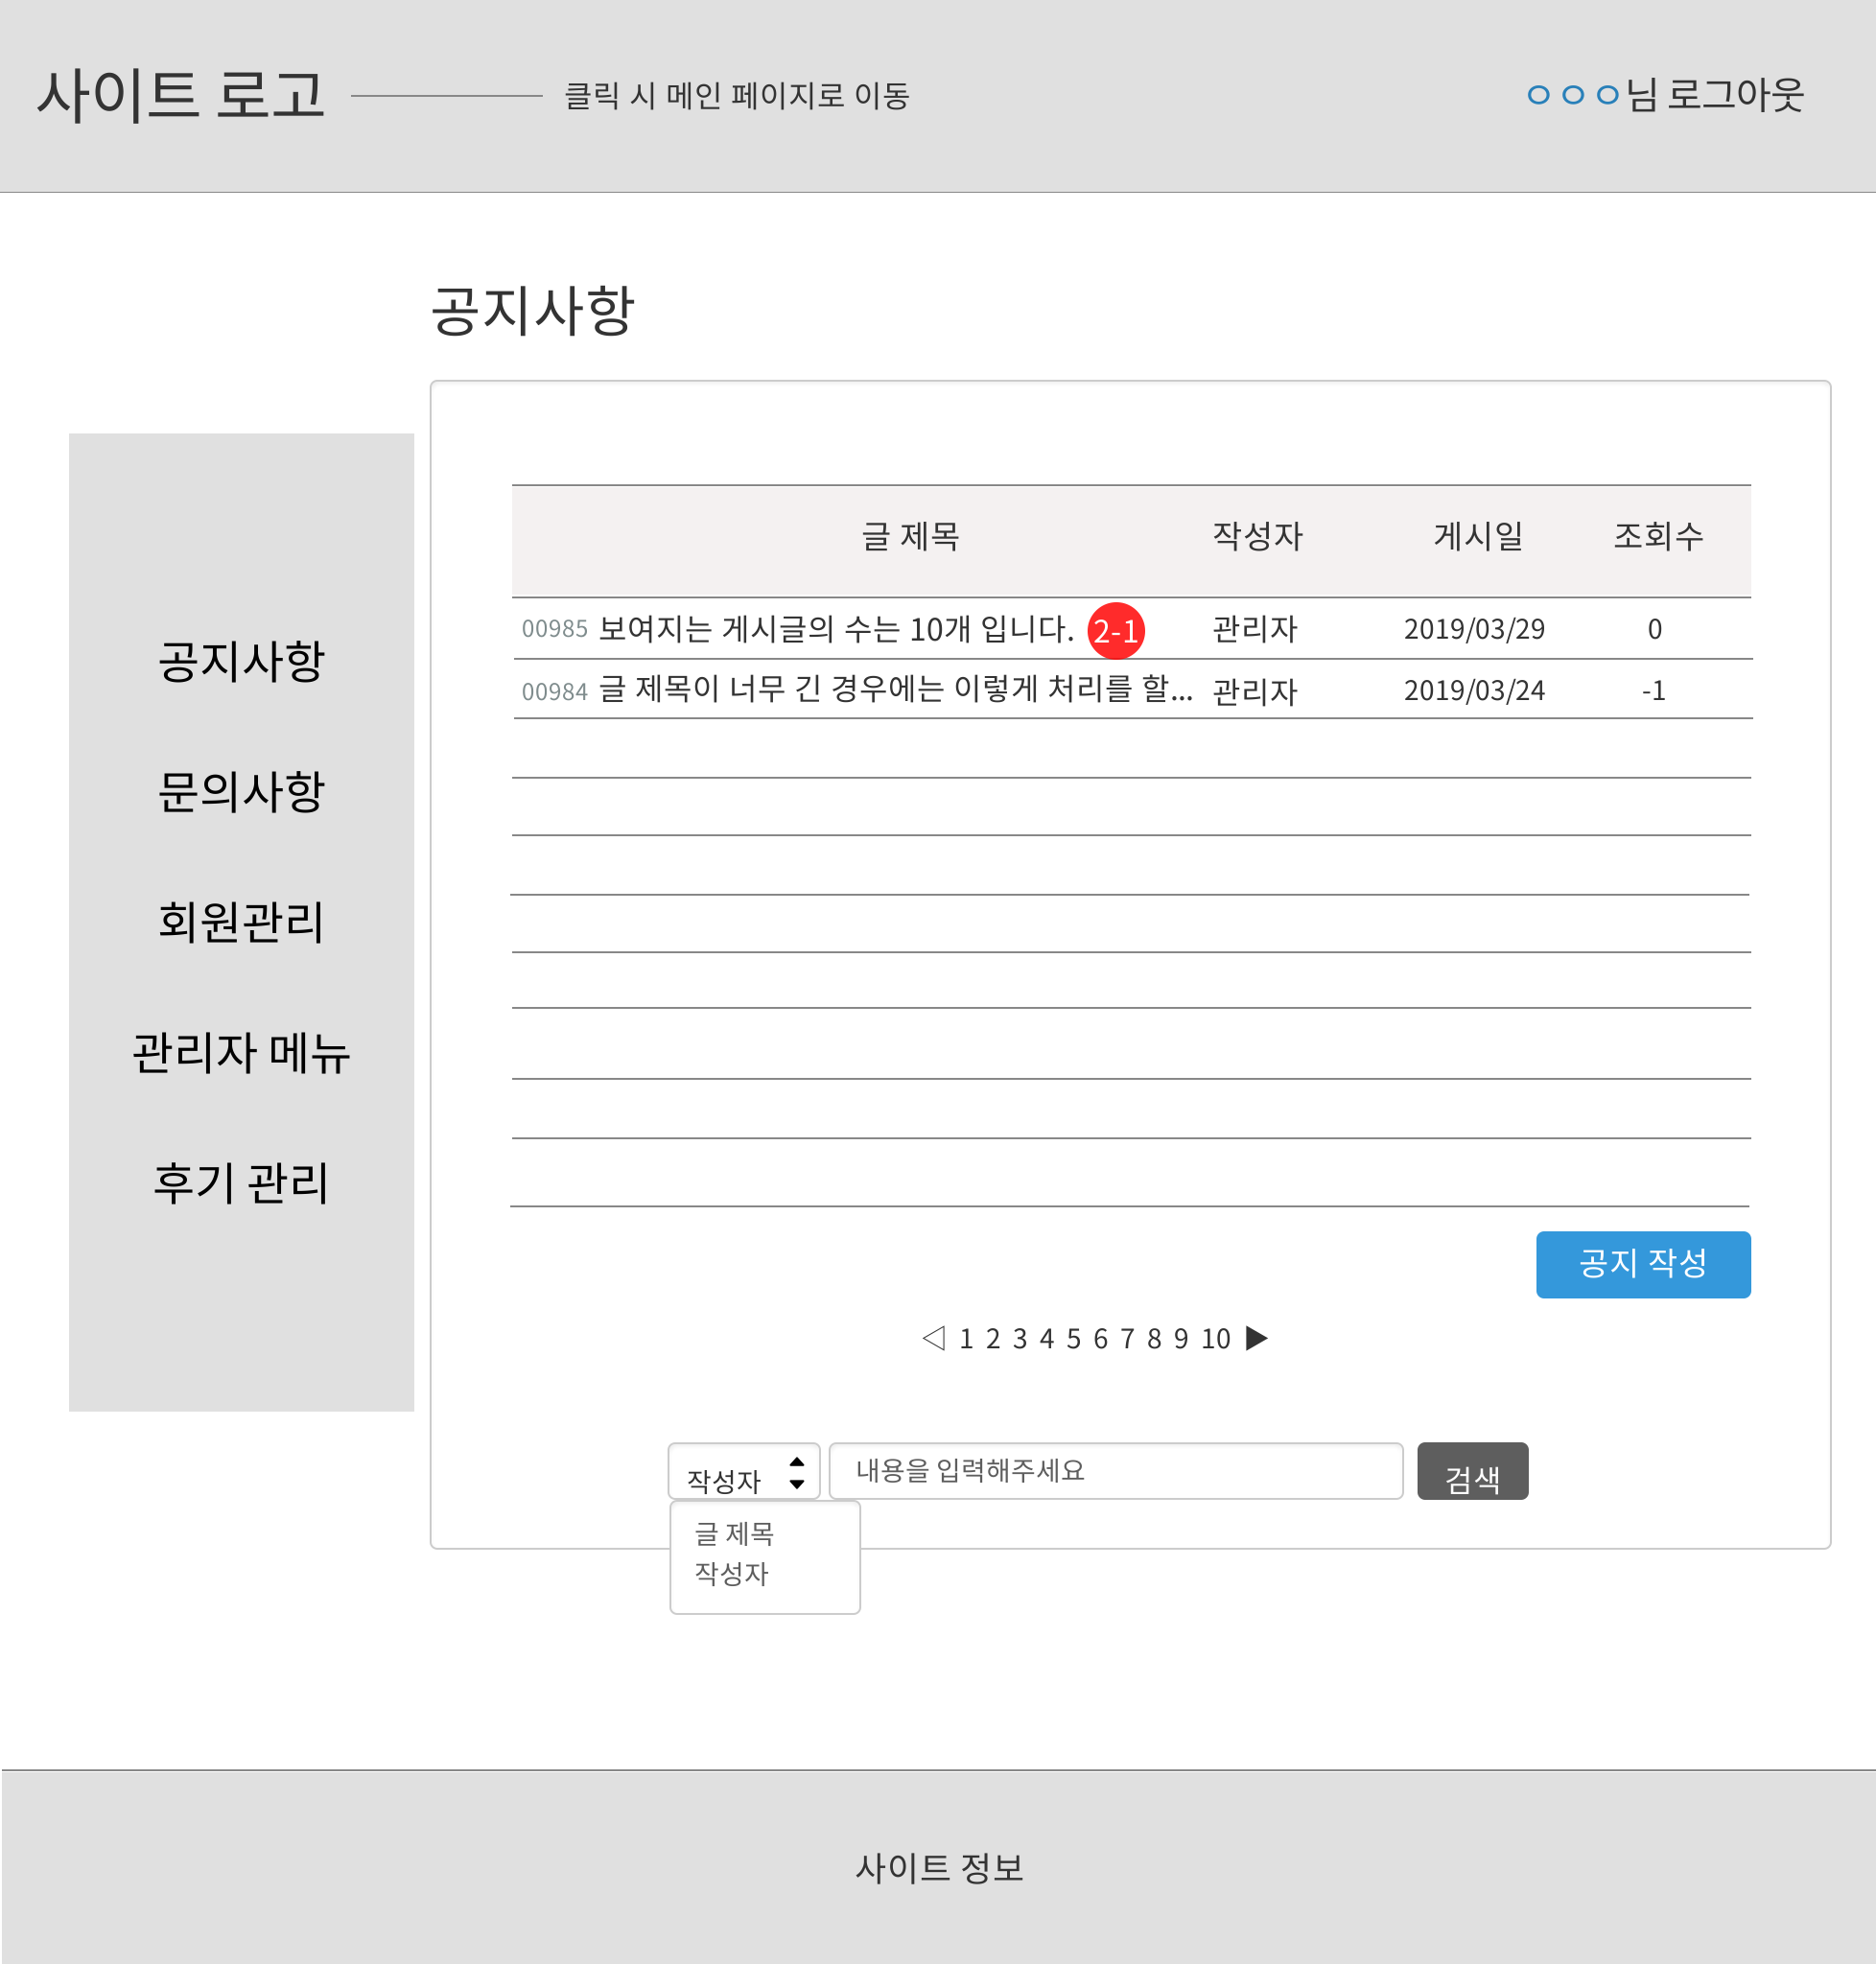 사이트 로고 클릭 시 메인 페이지로 이동 ㅇㅇㅇ님 로그아웃
공지사항
공지사항
문의사항
회원관리
관리자 메뉴
후기 관리
글 제목 작성자 게시일 조회수
00985 보여지는 게시글의 수는 10개 입니다. 2-1 관리자 2019/03/29 0
00984 글 제목이 너무 긴 경우에는 이렇게 처리를 할... 관리자 2019/03/24 -1
공지 작성
◁ 1 2 3 4 5 6 7 8 9 10 ▶
작성자 내용을 입력해주세요 검색
글 제목
작성자
사이트 정보